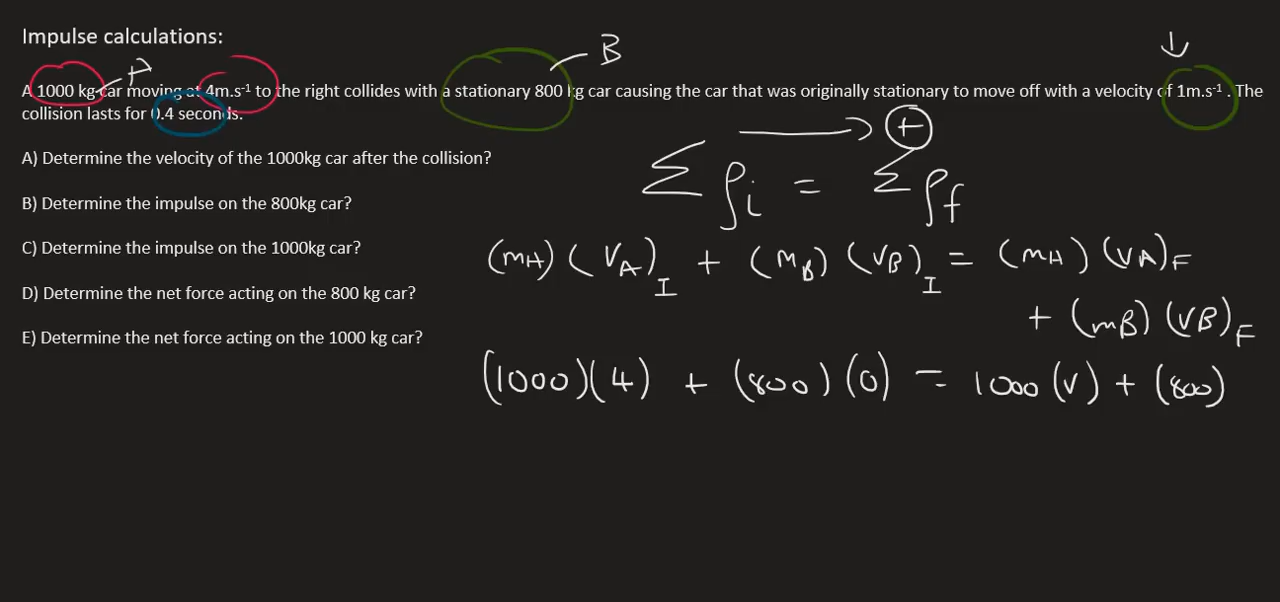 Impulse calculations:
A
B
↓
A 1000 kg car moving at 4m.s⁻¹ to the right collides with a stationary 800 kg car causing the car that was originally stationary to move off with a velocity of 1m.s⁻¹ . The
collision lasts for 0.4 seconds.
→ +
A) Determine the velocity of the 1000kg car after the collision?
Σ ρi = Σ ρf
B) Determine the impulse on the 800kg car?
C) Determine the impulse on the 1000kg car?
(mA) (VA)I + (mB) (VB)I = (mA) (VA)F
D) Determine the net force acting on the 800 kg car?
+ (mB) (VB)F
E) Determine the net force acting on the 1000 kg car?
(1000)(4) + (800)(0) = 1000 (v) + (800)